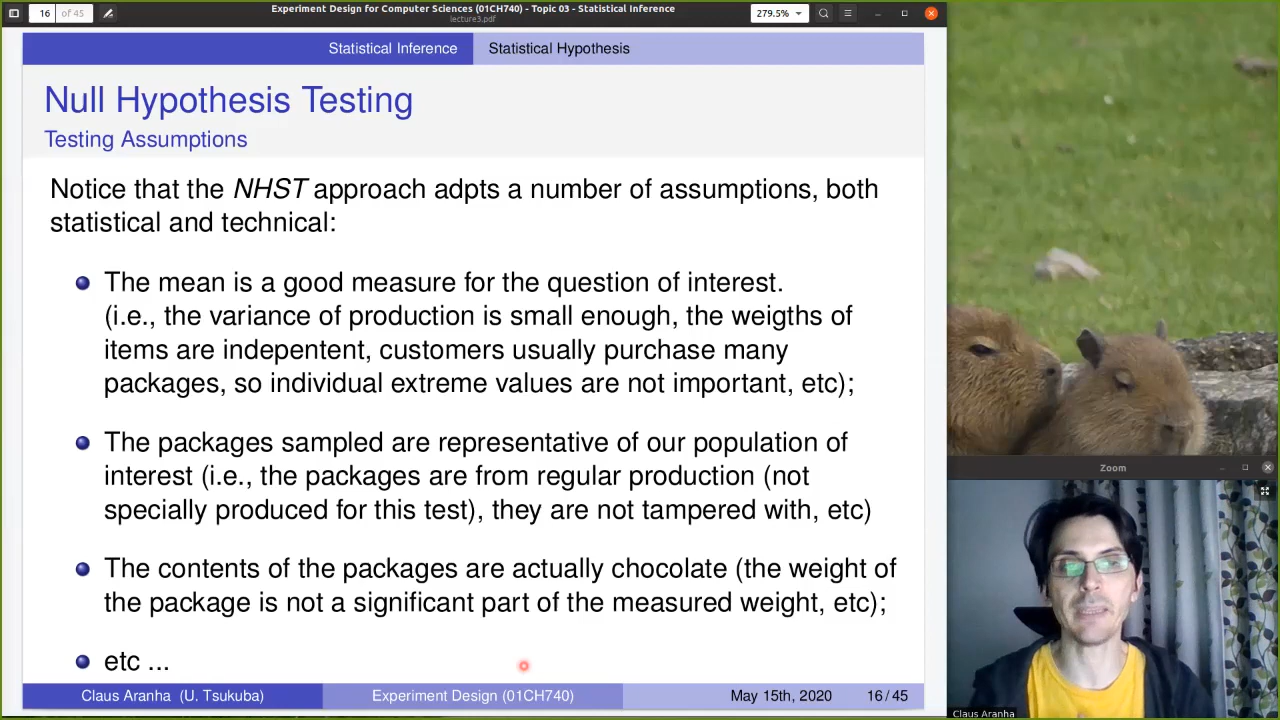 16 of 45
Experiment Design for Computer Sciences (01CH740) - Topic 03 - Statistical Inference
lecture3.pdf
279.5%
Statistical Inference
Statistical Hypothesis
Null Hypothesis Testing
Testing Assumptions
Notice that the NHST approach adpts a number of assumptions, both
statistical and technical:
The mean is a good measure for the question of interest.
(i.e., the variance of production is small enough, the weigths of
items are indepentent, customers usually purchase many
packages, so individual extreme values are not important, etc);
The packages sampled are representative of our population of
interest (i.e., the packages are from regular production (not
specially produced for this test), they are not tampered with, etc)
The contents of the packages are actually chocolate (the weight of
the package is not a significant part of the measured weight, etc);
etc ...
Claus Aranha (U. Tsukuba)
Experiment Design (01CH740)
May 15th, 2020
16 / 45
Zoom
Claus Aranha